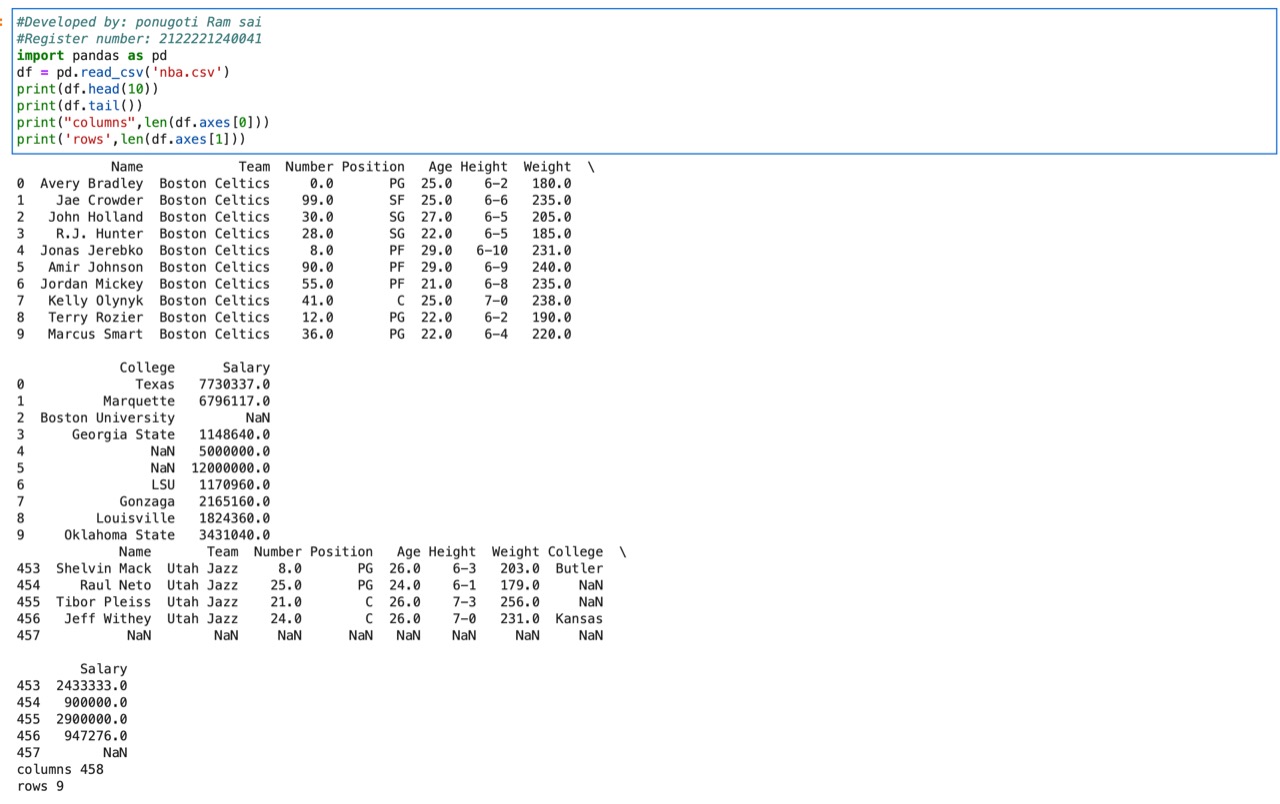 #Developed by: ponugoti Ram sai
#Register number: 2122221240041
import pandas as pd
df = pd.read_csv('nba.csv')
print(df.head(10))
print(df.tail())
print("columns",len(df.axes[0]))
print('rows',len(df.axes[1]))
Name Team Number Position Age Height Weight \
0 Avery Bradley Boston Celtics 0.0 PG 25.0 6-2 180.0
1 Jae Crowder Boston Celtics 99.0 SF 25.0 6-6 235.0
2 John Holland Boston Celtics 30.0 SG 27.0 6-5 205.0
3 R.J. Hunter Boston Celtics 28.0 SG 22.0 6-5 185.0
4 Jonas Jerebko Boston Celtics 8.0 PF 29.0 6-10 231.0
5 Amir Johnson Boston Celtics 90.0 PF 29.0 6-9 240.0
6 Jordan Mickey Boston Celtics 55.0 PF 21.0 6-8 235.0
7 Kelly Olynyk Boston Celtics 41.0 C 25.0 7-0 238.0
8 Terry Rozier Boston Celtics 12.0 PG 22.0 6-2 190.0
9 Marcus Smart Boston Celtics 36.0 PG 22.0 6-4 220.0
College Salary
0 Texas 7730337.0
1 Marquette 6796117.0
2 Boston University NaN
3 Georgia State 1148640.0
4 NaN 5000000.0
5 NaN 12000000.0
6 LSU 1170960.0
7 Gonzaga 2165160.0
8 Louisville 1824360.0
9 Oklahoma State 3431040.0
Name Team Number Position Age Height Weight College \
453 Shelvin Mack Utah Jazz 8.0 PG 26.0 6-3 203.0 Butler
454 Raul Neto Utah Jazz 25.0 PG 24.0 6-1 179.0 NaN
455 Tibor Pleiss Utah Jazz 21.0 C 26.0 7-3 256.0 NaN
456 Jeff Withey Utah Jazz 24.0 C 26.0 7-0 231.0 Kansas
457 NaN NaN NaN NaN NaN NaN NaN NaN
Salary
453 2433333.0
454 900000.0
455 2900000.0
456 947276.0
457 NaN
columns 458
rows 9